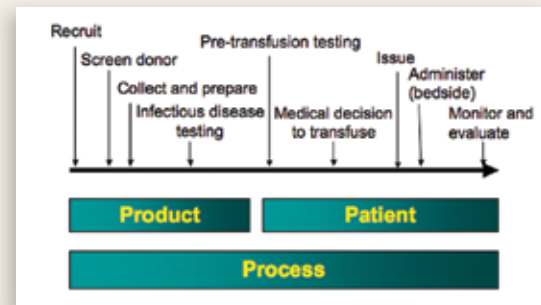 Recruit
Screen donor
Collect and prepare
Infectious disease
testing
Pre-transfusion testing
Medical decision
to transfuse
Issue
Administer
(bedside)
Monitor and
evaluate
Product
Patient
Process